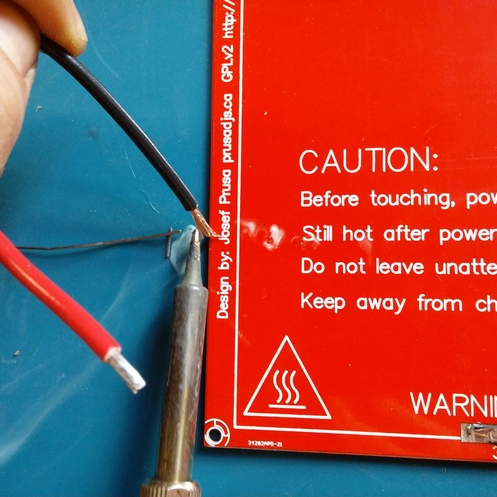 Design by: Josef Prusa prusadjs.ca GPLv2 http:/
CAUTION:
Before touching, pow
Still hot after power
Do not leave unatte
Keep away from ch
WARNI